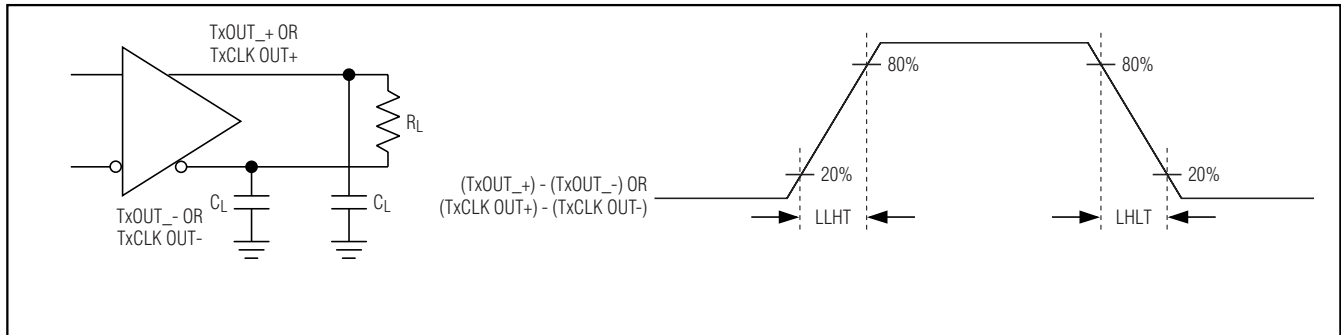 TxOUT_+ OR
TxCLK OUT+
RL
CL
CL
TxOUT_- OR
TxCLK OUT-
80%
80%
20%
20%
(TxOUT_+) - (TxOUT_-) OR
(TxCLK OUT+) - (TxCLK OUT-)
LLHT
LHLT